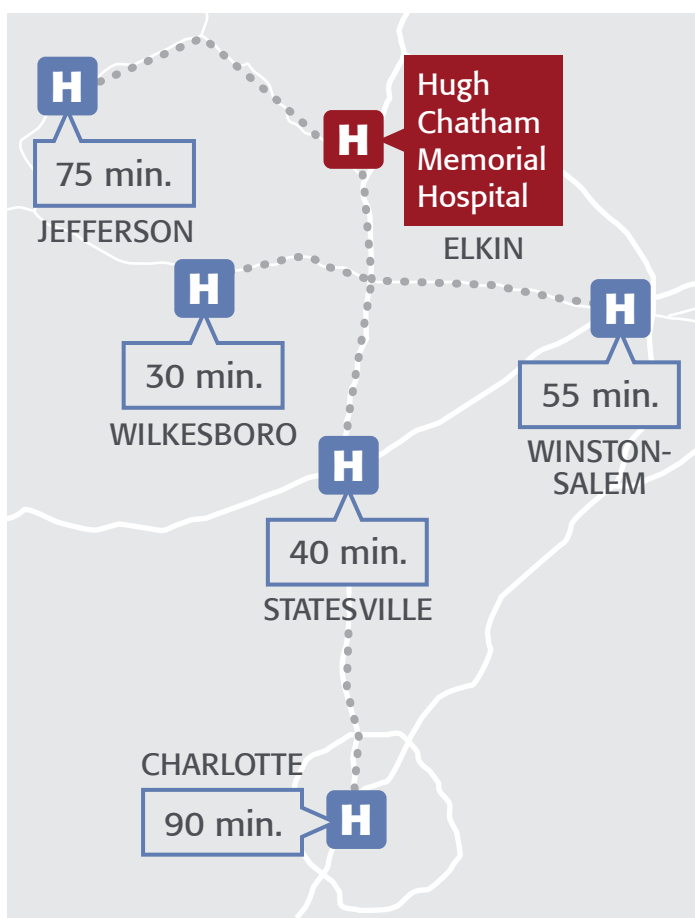 H
H
Hugh
Chatham
Memorial
Hospital
75 min.
JEFFERSON
ELKIN
H
H
30 min.
WILKESBORO
55 min.
WINSTON-
SALEM
H
40 min.
STATESVILLE
CHARLOTTE
90 min.
H